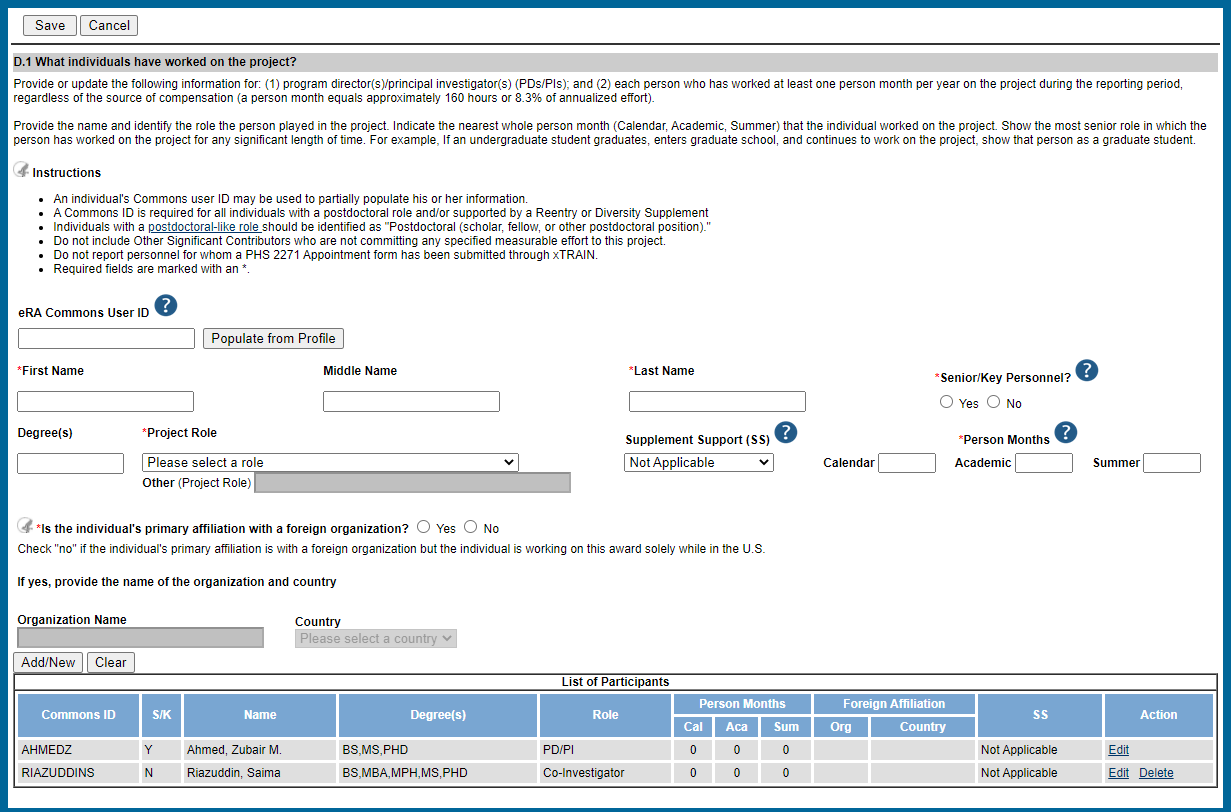 Save Cancel
D.1 What individuals have worked on the project?
Provide or update the following information for: (1) program director(s)/principal investigator(s) (PDs/PIs); and (2) each person who has worked at least one person month per year on the project during the reporting period,
regardless of the source of compensation (a person month equals approximately 160 hours or 8.3% of annualized effort).
Provide the name and identify the role the person played in the project. Indicate the nearest whole person month (Calendar, Academic, Summer) that the individual worked on the project. Show the most senior role in which the
person has worked on the project for any significant length of time. For example, If an undergraduate student graduates, enters graduate school, and continues to work on the project, show that person as a graduate student.
Instructions
• An individual's Commons user ID may be used to partially populate his or her information.
• A Commons ID is required for all individuals with a postdoctoral role and/or supported by a Reentry or Diversity Supplement
• Individuals with a postdoctoral-like role should be identified as "Postdoctoral (scholar, fellow, or other postdoctoral position)."
• Do not include Other Significant Contributors who are not committing any specified measurable effort to this project.
• Do not report personnel for whom a PHS 2271 Appointment form has been submitted through xTRAIN.
• Required fields are marked with an *.
eRA Commons User ID ?
Populate from Profile
*First Name Middle Name *Last Name *Senior/Key Personnel? ?
Yes No
Degree(s) *Project Role Supplement Support (SS) ? *Person Months ?
Please select a role Not Applicable Calendar Academic Summer
Other (Project Role)
*Is the individual's primary affiliation with a foreign organization? Yes No
Check "no" if the individual's primary affiliation is with a foreign organization but the individual is working on this award solely while in the U.S.
If yes, provide the name of the organization and country
Organization Name Country
Please select a country
Add/New Clear
List of Participants
Commons ID S/K Name Degree(s) Role Person Months Foreign Affiliation SS Action
Cal Aca Sum Org Country
AHMEDZ Y Ahmed, Zubair M. BS,MS,PHD PD/PI 0 0 0 Not Applicable Edit
RIAZUDDINS N Riazuddin, Saima BS,MBA,MPH,MS,PHD Co-Investigator 0 0 0 Not Applicable Edit Delete